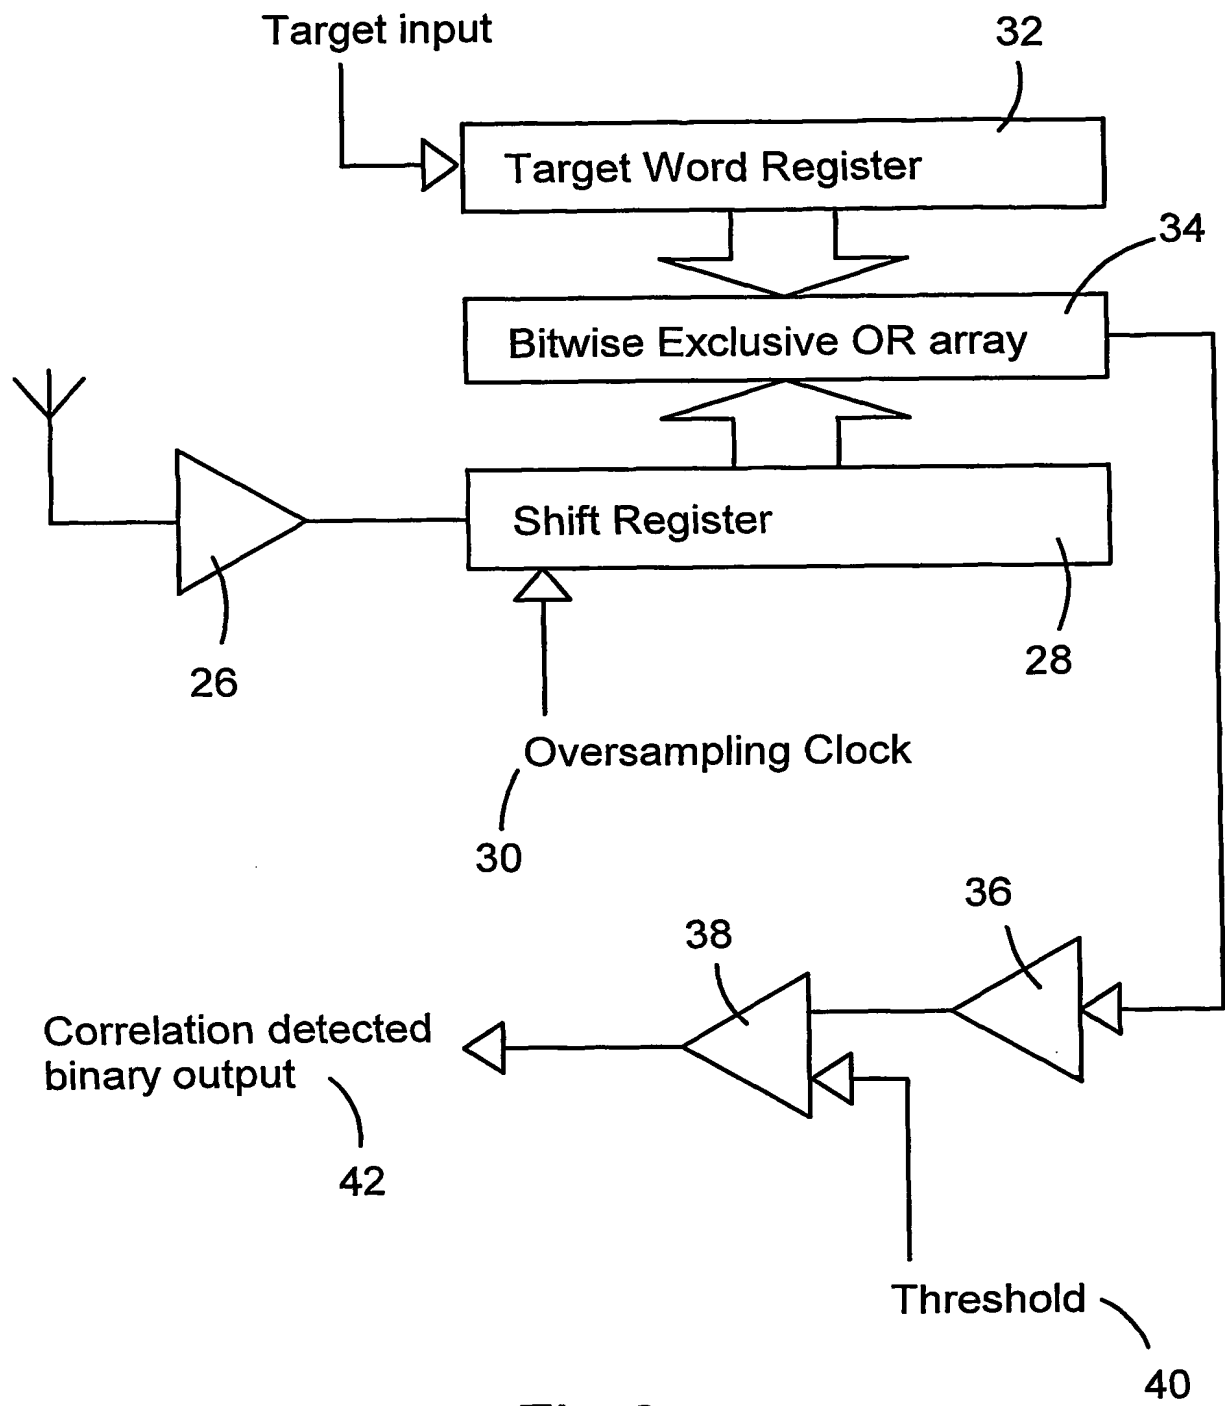 Target input
32
Target Word Register
34
Bitwise Exclusive OR array
Shift Register
26
28
Oversampling Clock
30
36
38
Correlation detected
binary output
42
Threshold
40